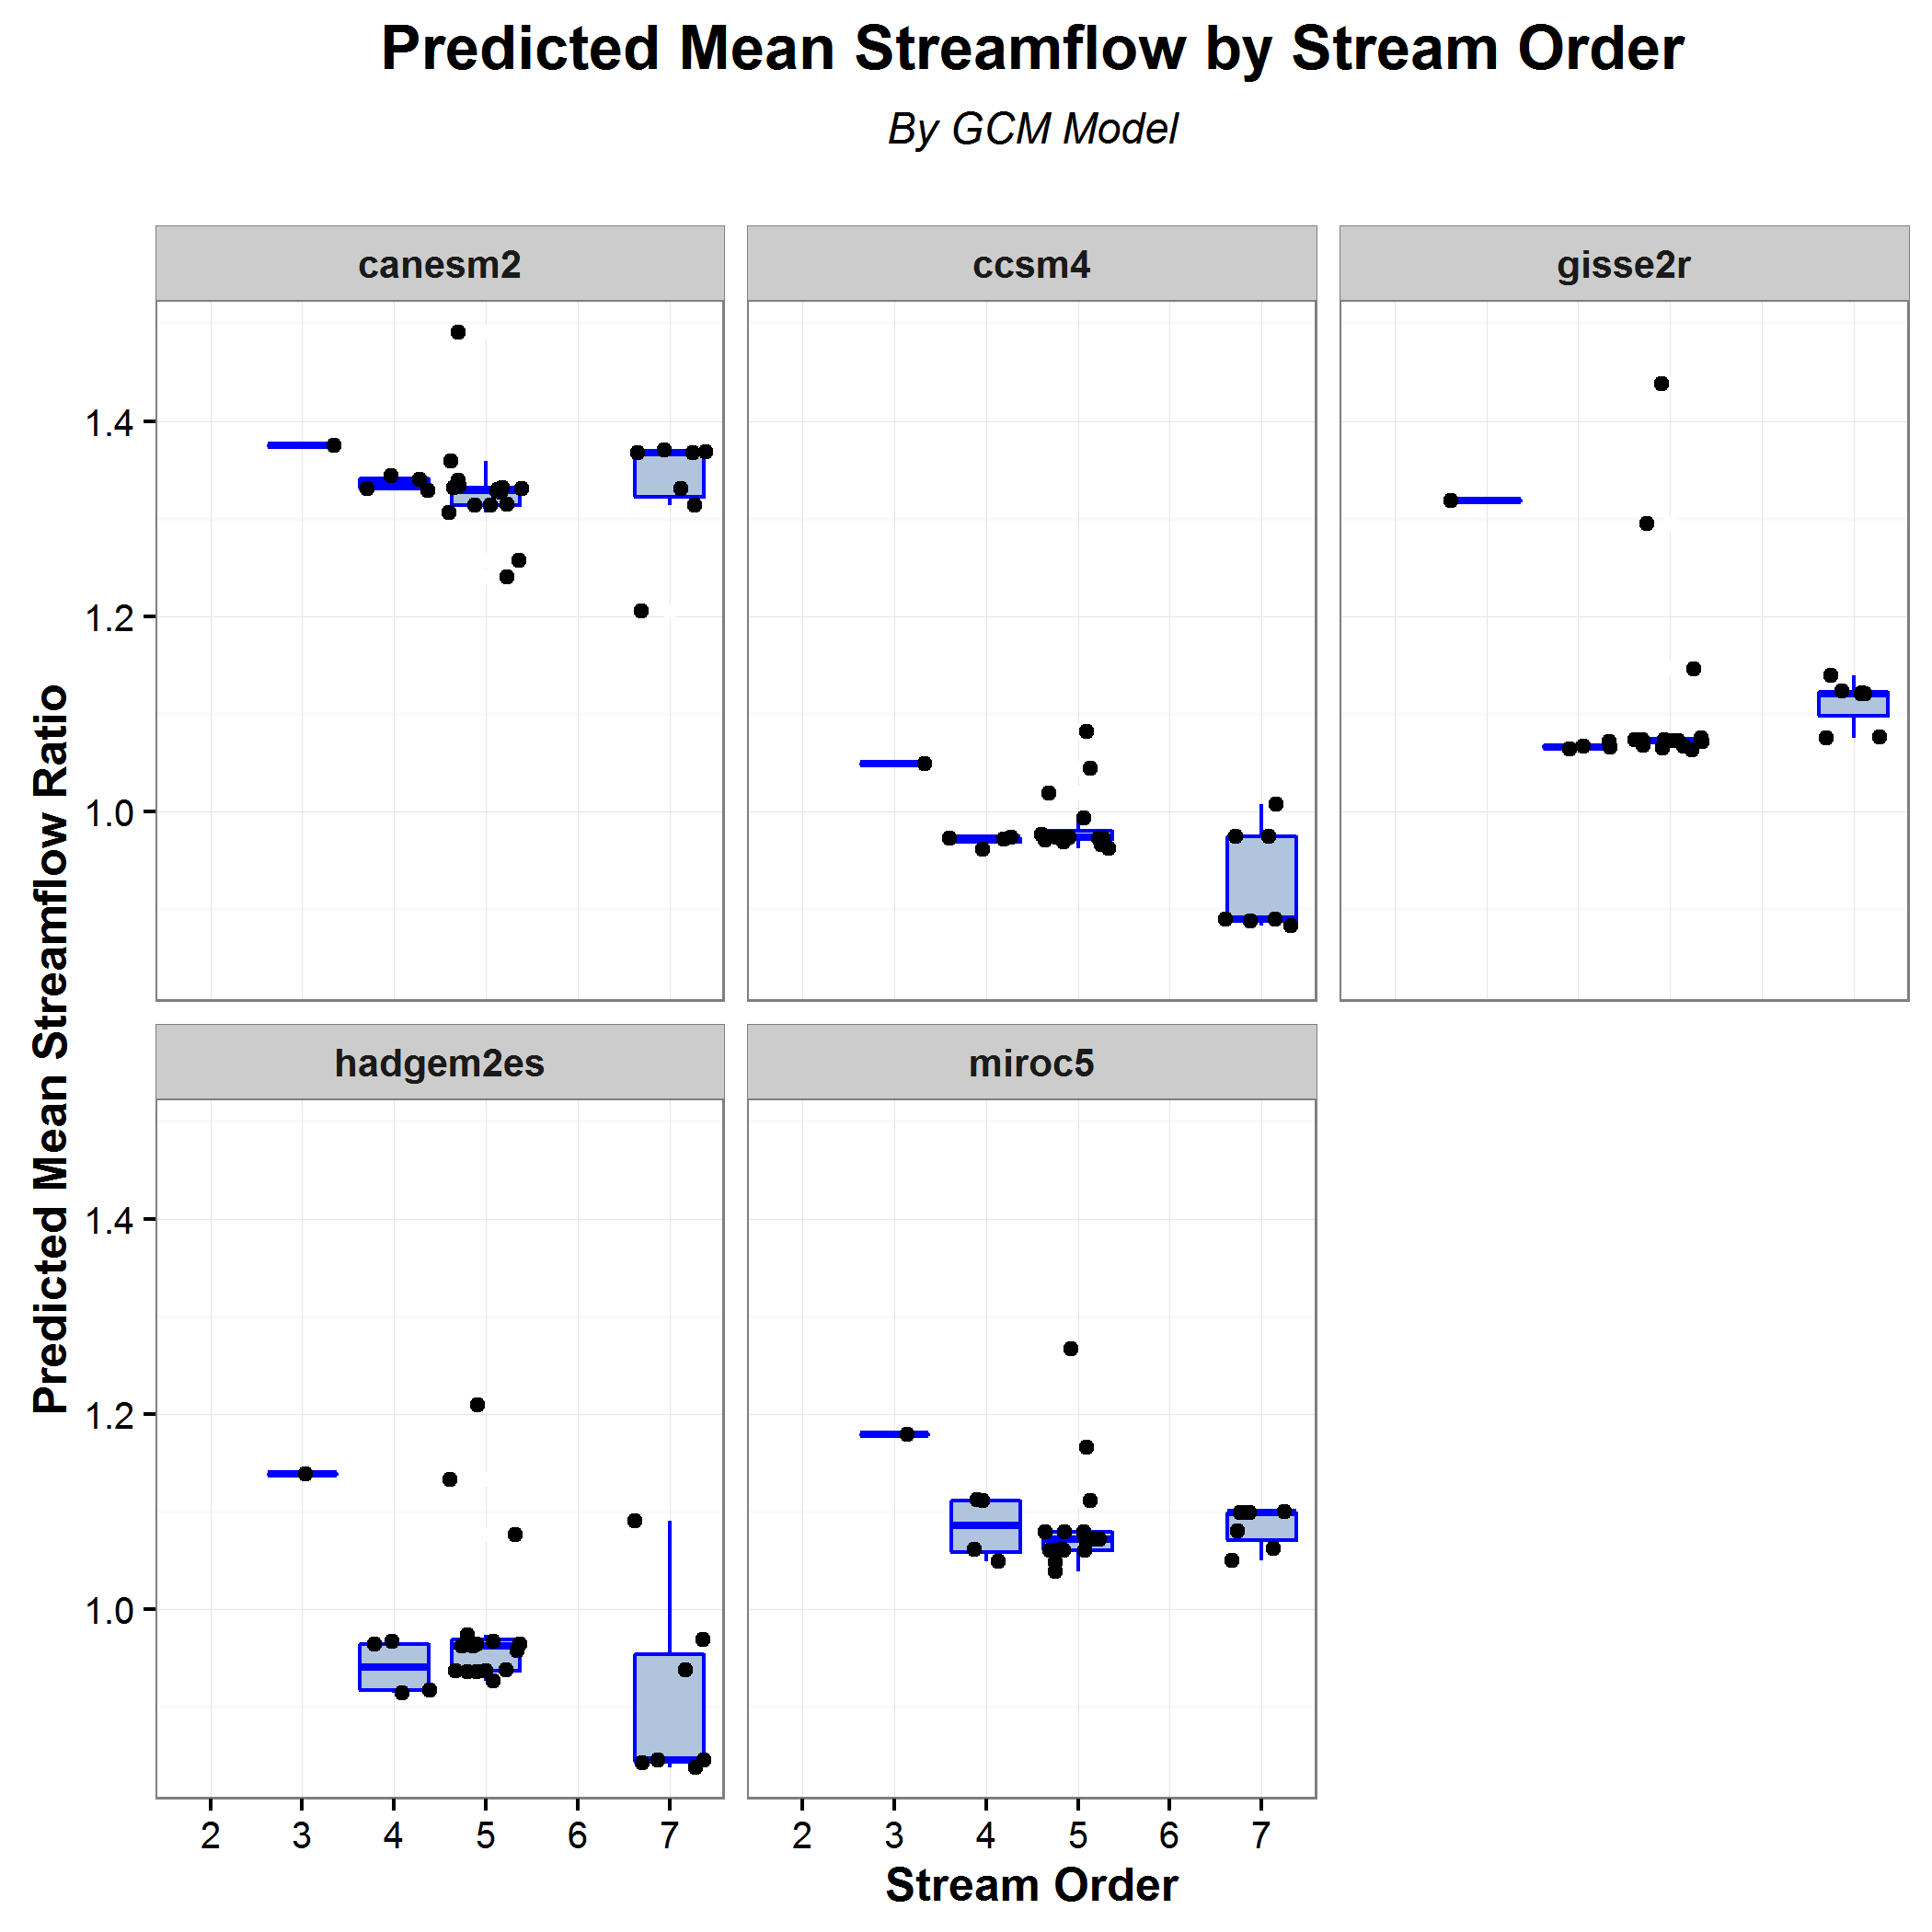 Predicted Mean Streamflow by Stream Order
By GCM Model
canesm2
ccsm4
gisse2r
1.4
1.2
1.0
Predicted Mean Streamflow Ratio
hadgem2es
miroc5
1.4
1.2
1.0
2 3 4 5 6 7
2 3 4 5 6 7
Stream Order